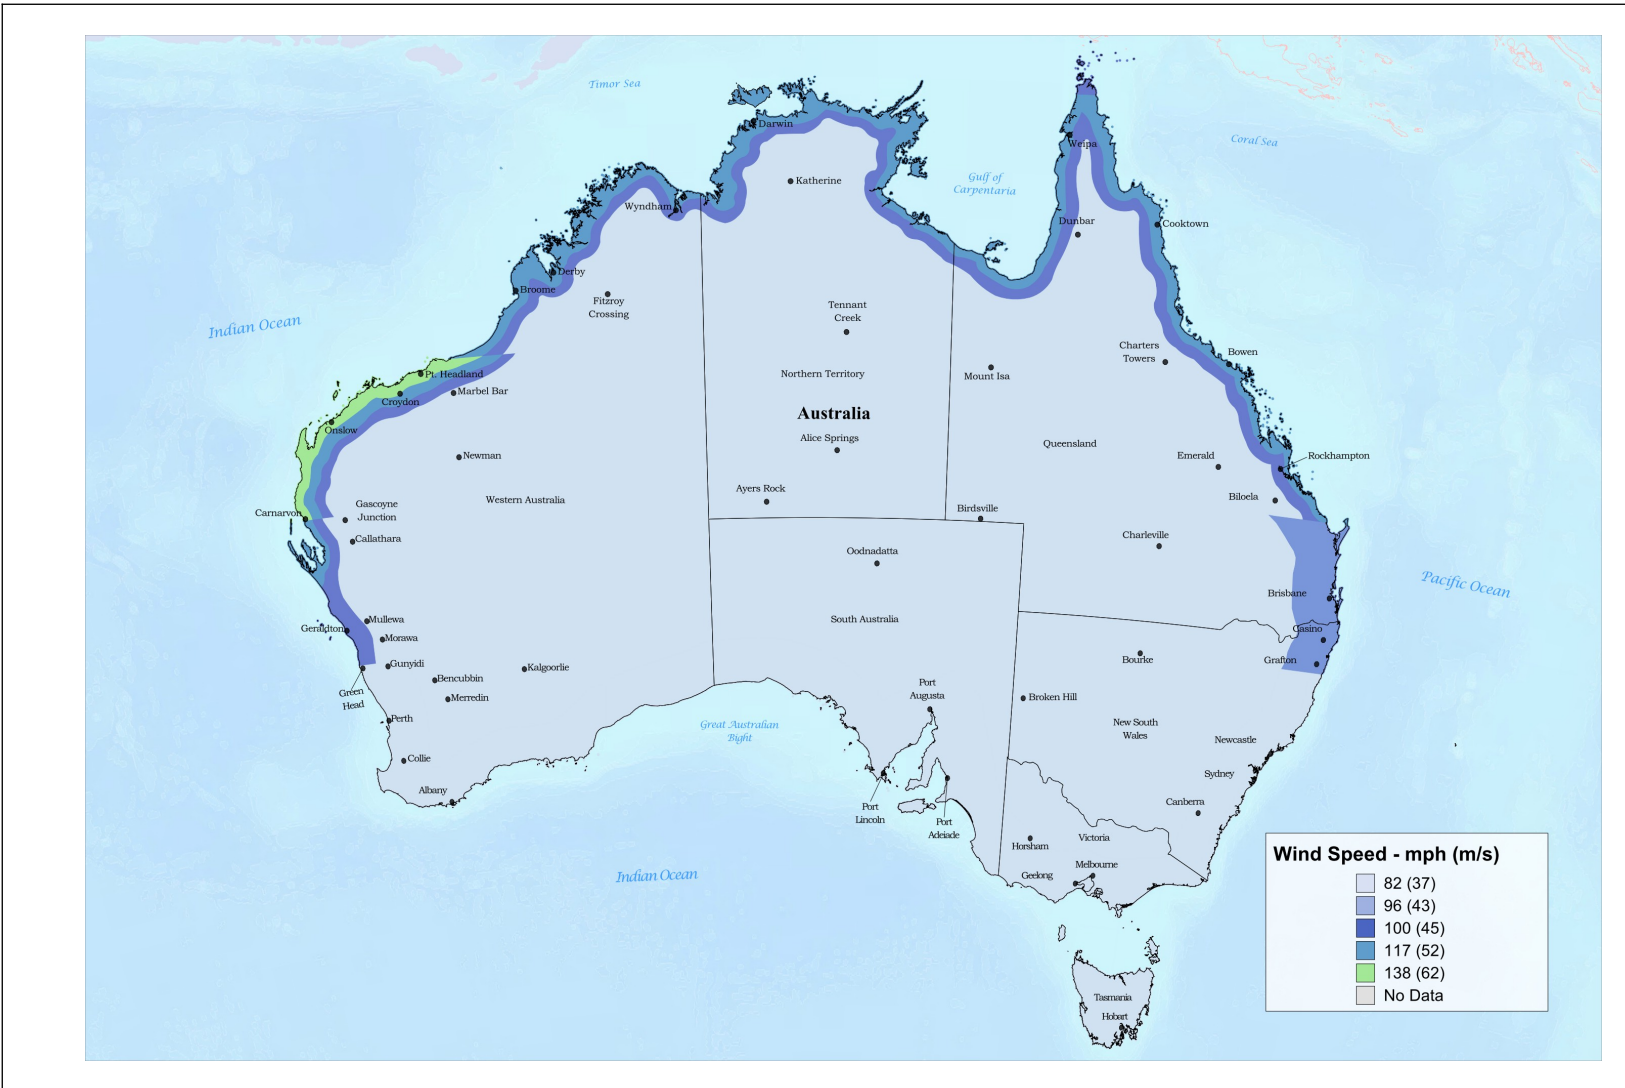 Timor Sea
Darwin
Coral Sea
Weipa
Katherine
Gulf of
Carpentaria
Wyndham
Dunbar
Cooktown
Derby
Broome
Fitzroy
Crossing
Indian Ocean
Tennant
Creek
Charters
Towers
Bowen
Pt. Headland
Northern Territory
Mount Isa
Marbel Bar
Croydon
Australia
Onslow
Alice Springs
Queensland
Newman
Emerald
Rockhampton
Ayers Rock
Western Australia
Biloela
Gascoyne
Junction
Carnarvon
Birdsville
Callathara
Charleville
Oodnadatta
Pacific Ocean
Brisbane
Mullewa
South Australia
Geraldton
Casino
Morawa
Gunyidi
Kalgoorlie
Bourke
Grafton
Bencubbin
Port
Augusta
Green
Head
Merredin
Broken Hill
Perth
Great Australian
Bight
New South
Wales
Newcastle
Collie
Sydney
Albany
Canberra
Port
Lincoln
Port
Adeiade
Horsham
Victoria
Melbourne
Geelong
Indian Ocean
Wind Speed - mph (m/s)
82 (37)
96 (43)
100 (45)
117 (52)
138 (62)
No Data
Tasmania
Hobart